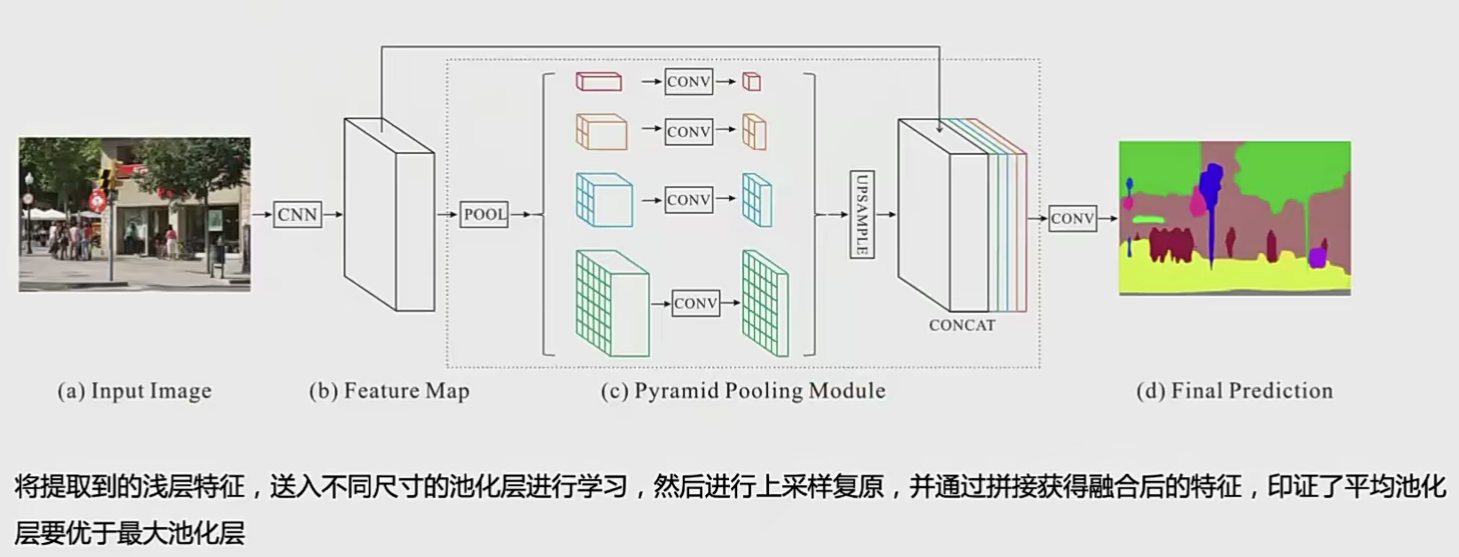 CNN
POOL
CONV
CONV
CONV
CONV
UPSAMPLE
CONCAT
CONV
(a) Input Image
(b) Feature Map
(c) Pyramid Pooling Module
(d) Final Prediction
将提取到的浅层特征，送入不同尺寸的池化层进行学习，然后进行上采样复原，并通过拼接获得融合后的特征，印证了平均池化
层要优于最大池化层